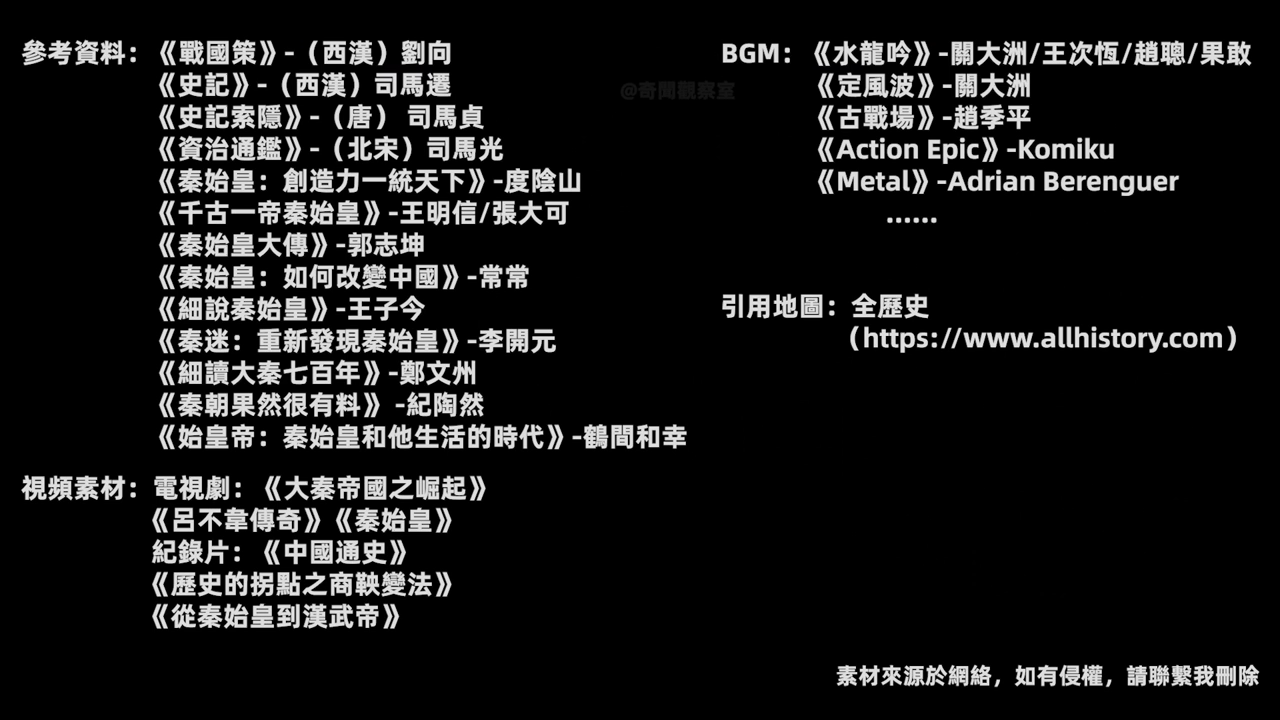 參考資料：《戰國策》-（西漢）劉向
《史記》-（西漢）司馬遷
《史記索隱》-（唐） 司馬貞
《資治通鑑》-（北宋）司馬光
《秦始皇：創造力一統天下》-度陰山
《千古一帝秦始皇》-王明信/張大可
《秦始皇大傳》-郭志坤
《秦始皇：如何改變中國》-常常
《細說秦始皇》-王子今
《秦迷：重新發現秦始皇》-李開元
《細讀大秦七百年》-鄭文州
《秦朝果然很有料》 -紀陶然
《始皇帝：秦始皇和他生活的時代》-鶴間和幸
視頻素材：電視劇：《大秦帝國之崛起》
《呂不韋傳奇》《秦始皇》
紀錄片：《中國通史》
《歷史的拐點之商鞅變法》
《從秦始皇到漢武帝》
@奇聞觀察室
BGM：《水龍吟》-關大洲/王次恆/趙聰/果敢
《定風波》-關大洲
《古戰場》-趙季平
《Action Epic》-Komiku
《Metal》-Adrian Berenguer
......
引用地圖：全歷史
（https://www.allhistory.com）
素材來源於網絡，如有侵權，請聯繫我刪除